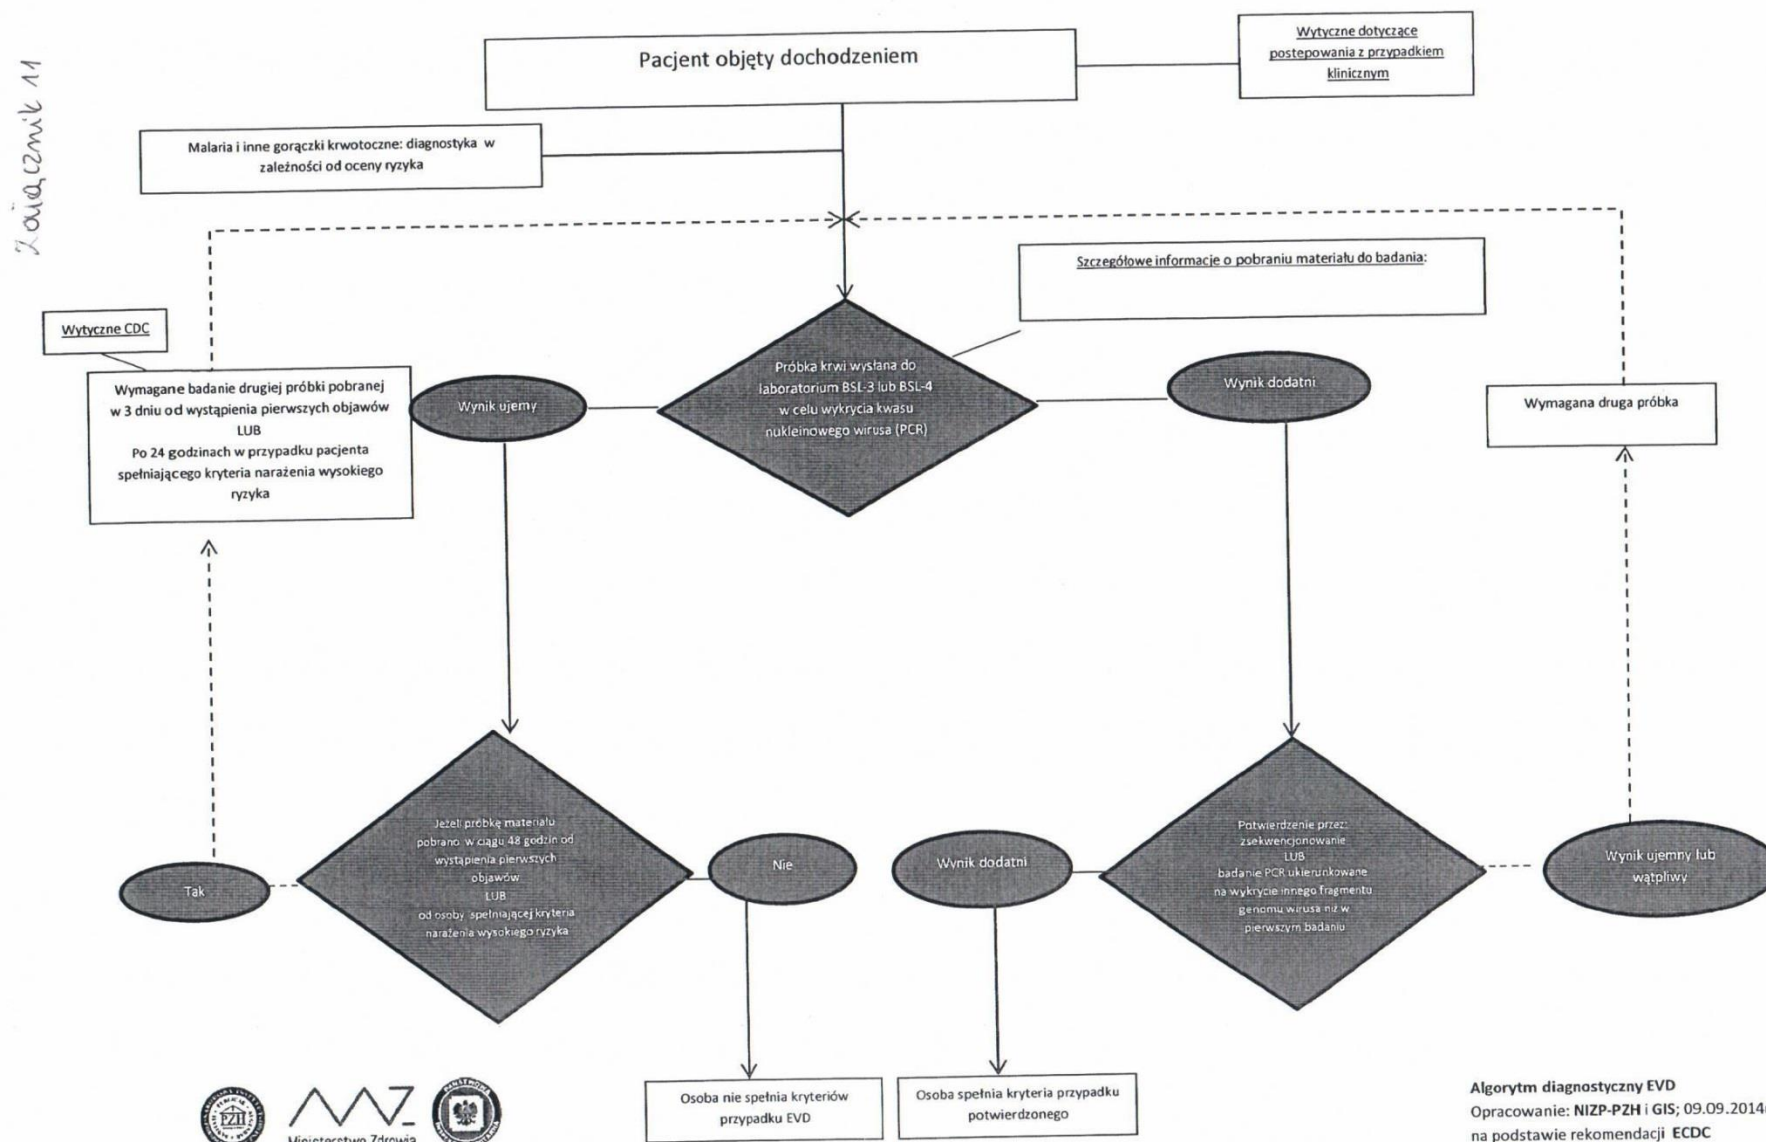 Załącznik 11
Pacjent objęty dochodzeniem
Wytyczne dotyczące
postepowania z przypadkiem
klinicznym
Malaria i inne gorączki krwotoczne: diagnostyka w
zależności od oceny ryzyka
Szczegółowe informacje o pobraniu materiału do badania:
Wytyczne CDC
Wymagane badanie drugiej próbki pobranej
w 3 dniu od wystąpienia pierwszych objawów
LUB
Po 24 godzinach w przypadku pacjenta
spełniającego kryteria narażenia wysokiego
ryzyka
Wynik ujemy
Próbka krwi wysłana do
laboratorium BSL-3 lub BSL-4
w celu wykrycia kwasu
nukleinowego wirusa (PCR)
Wynik dodatni
Wymagana druga próbka
Tak
Jeżeli próbkę materiału
pobrano w ciągu 48 godzin od
wystąpienia pierwszych
objawów
LUB
od osoby spełniającej kryteria
narażenia wysokiego ryzyka
Nie
Wynik dodatni
Potwierdzenie przez:
zsekwencjonowanie
LUB
badanie PCR ukierunkowane
na wykrycie innego fragmentu
genomu wirusa niż w
pierwszym badaniu
Wynik ujemny lub
wątpliwy
Osoba nie spełnia kryteriów
przypadku EVD
Osoba spełnia kryteria przypadku
potwierdzonego
PZH
Ministerstwo Zdrowia
Algorytm diagnostyczny EVD
Opracowanie: NIZP-PZH i GIS; 09.09.2014
na podstawie rekomendacji ECDC